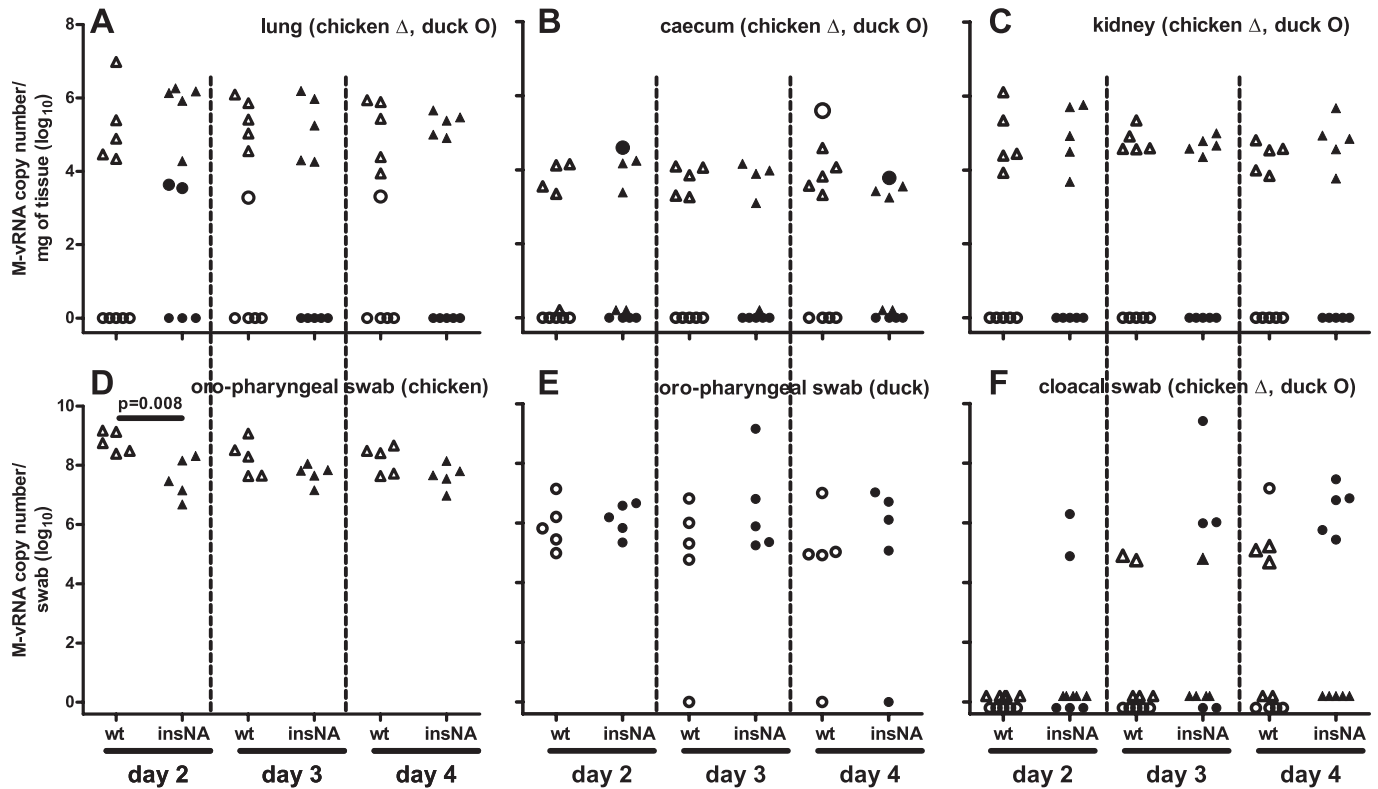 A
lung (chicken Δ, duck O)
B
caecum (chicken Δ, duck O)
C
kidney (chicken Δ, duck O)
M-vRNA copy number/
mg of tissue (log10)
8
6
4
2
0
D
oro-pharyngeal swab (chicken)
E
oro-pharyngeal swab (duck)
F
cloacal swab (chicken Δ, duck O)
p=0.008
M-vRNA copy number/
swab (log10)
10
8
6
4
2
0
wt insNA wt insNA wt insNA
day 2 day 3 day 4
wt insNA wt insNA wt insNA
day 2 day 3 day 4
wt insNA wt insNA wt insNA
day 2 day 3 day 4